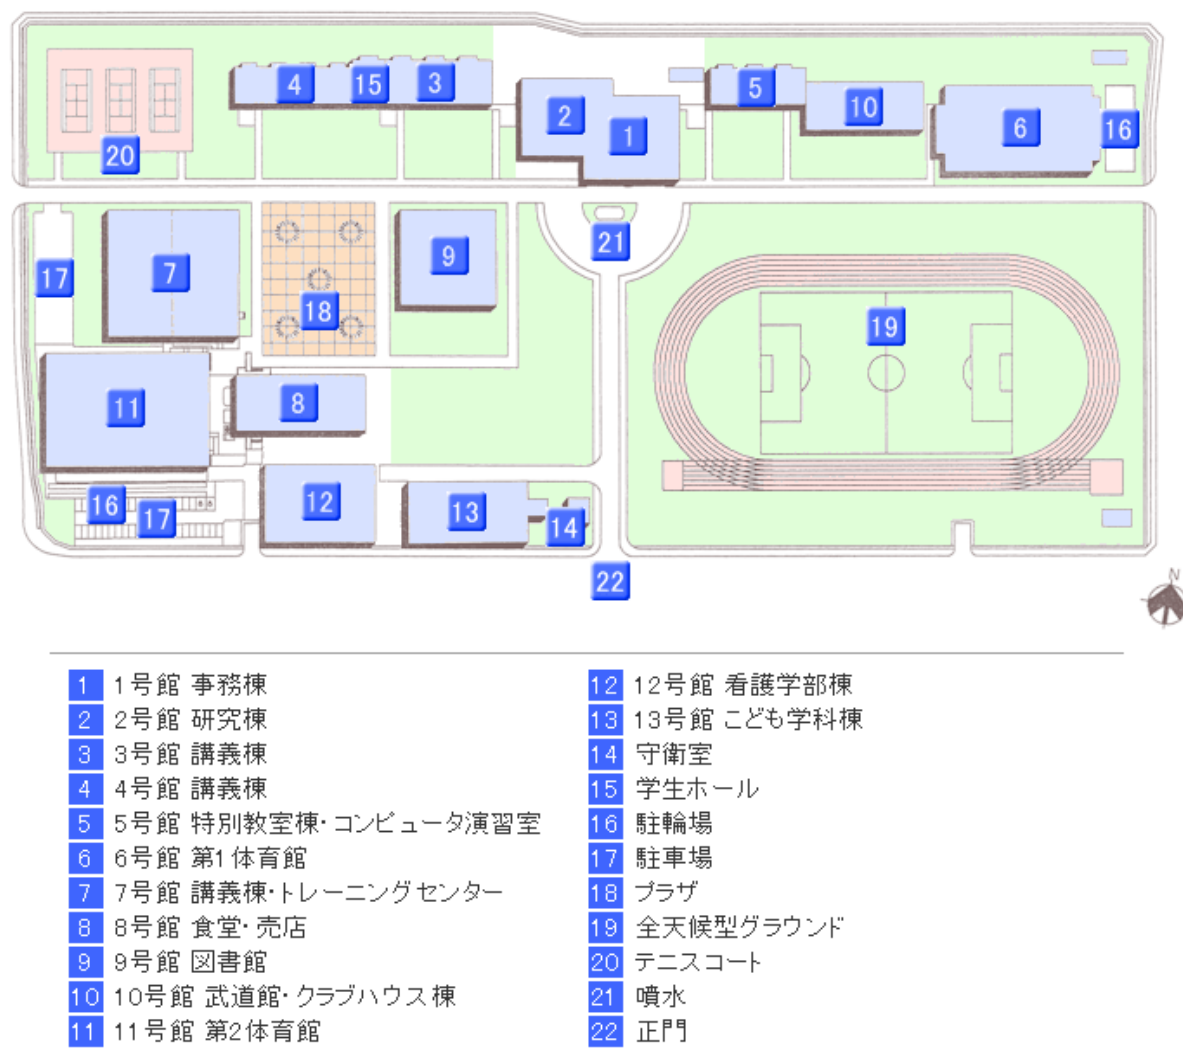 4
15
3
5
2
10
1
6
16
20
21
9
7
17
18
19
8
11
16
12
13
17
14
22
N
1 1号館 事務棟
2 2号館 研究棟
3 3号館 講義棟
4 4号館 講義棟
5 5号館 特別教室棟・コンピュータ演習室
6 6号館 第1体育館
7 7号館 講義棟・トレーニングセンター
8 8号館 食堂・売店
9 9号館 図書館
10 10号館 武道館・クラブハウス棟
11 11号館 第2体育館
12 12号館 看護学部棟
13 13号館 こども学科棟
14 守衛室
15 学生ホール
16 駐輪場
17 駐車場
18 プラザ
19 全天候型グラウンド
20 テニスコート
21 噴水
22 正門